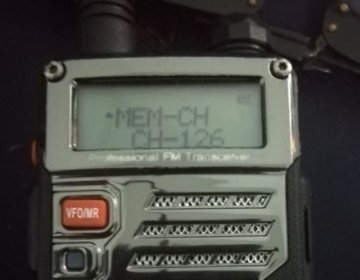 MEM-CH
CH-126
Professional FM Transceiver
VFO/MR